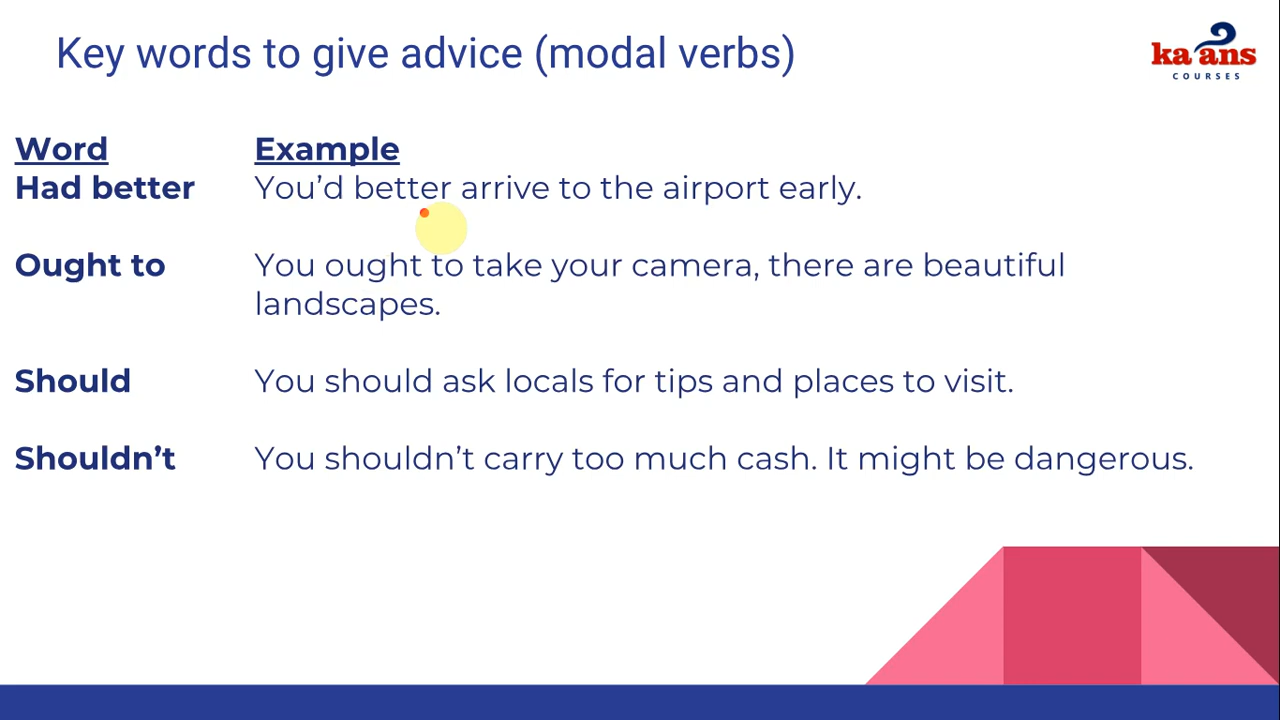 Key words to give advice (modal verbs)
ka2ans
COURSES
Word Example
Had better You’d better arrive to the airport early.
Ought to You ought to take your camera, there are beautiful
landscapes.
Should You should ask locals for tips and places to visit.
Shouldn’t You shouldn’t carry too much cash. It might be dangerous.